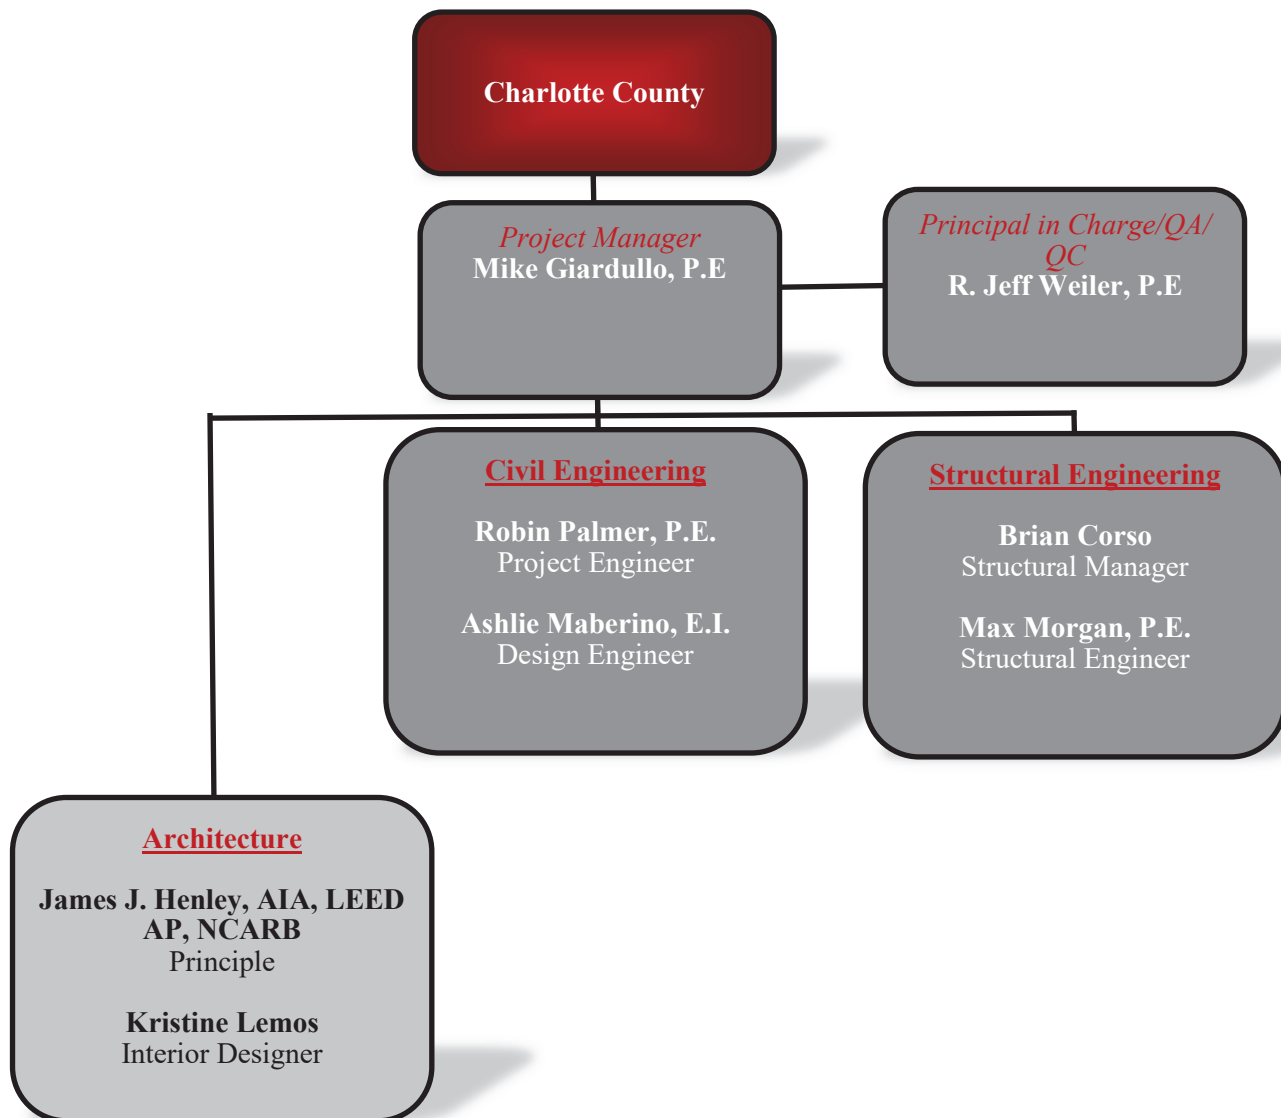 Charlotte County
Project Manager
Mike Giardullo, P.E
Principal in Charge/QA/
QC
R. Jeff Weiler, P.E
Civil Engineering
Robin Palmer, P.E.
Project Engineer
Ashlie Maberino, E.I.
Design Engineer
Structural Engineering
Brian Corso
Structural Manager
Max Morgan, P.E.
Structural Engineer
Architecture
James J. Henley, AIA, LEED
AP, NCARB
Principle
Kristine Lemos
Interior Designer